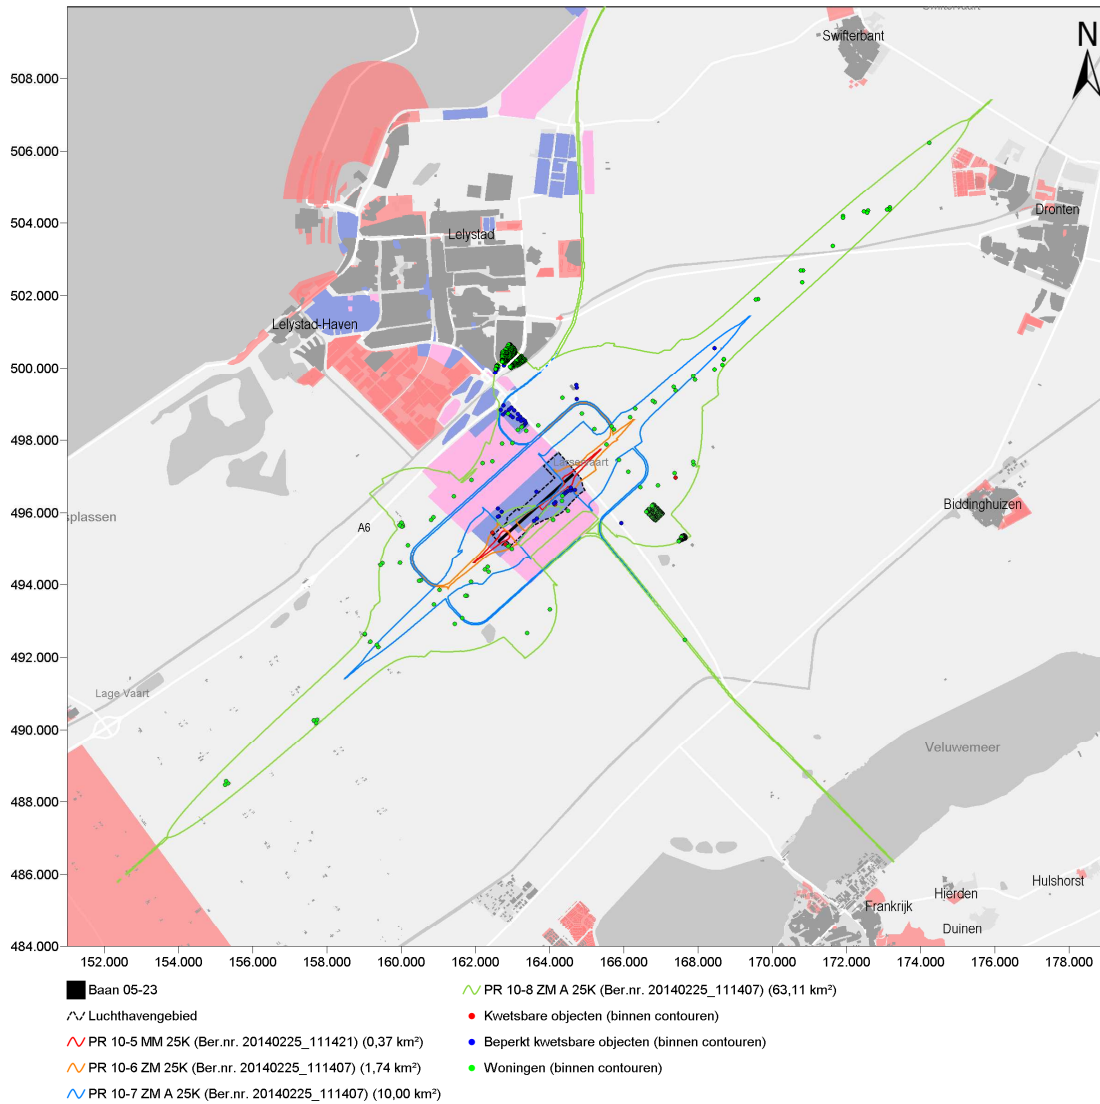 Swifterbant
N
508.000
506.000
Dronten
504.000
Lelystad
502.000
Lelystad-Haven
500.000
498.000
Larservaart
496.000
Biddinghuizen
splassen
A6
494.000
492.000
Lage Vaart
490.000
Veluwemeer
488.000
486.000
Hulshorst
Hierden
Frankrijk
Duinen
484.000
152.000 154.000 156.000 158.000 160.000 162.000 164.000 166.000 168.000 170.000 172.000 174.000 176.000 178.000
Baan 05-23
Luchthavengebied
PR 10-5 MM 25K (Ber.nr. 20140225_111421) (0,37 km²)
PR 10-6 ZM 25K (Ber.nr. 20140225_111407) (1,74 km²)
PR 10-7 ZM A 25K (Ber.nr. 20140225_111407) (10,00 km²)
PR 10-8 ZM A 25K (Ber.nr. 20140225_111407) (63,11 km²)
Kwetsbare objecten (binnen contouren)
Beperkt kwetsbare objecten (binnen contouren)
Woningen (binnen contouren)